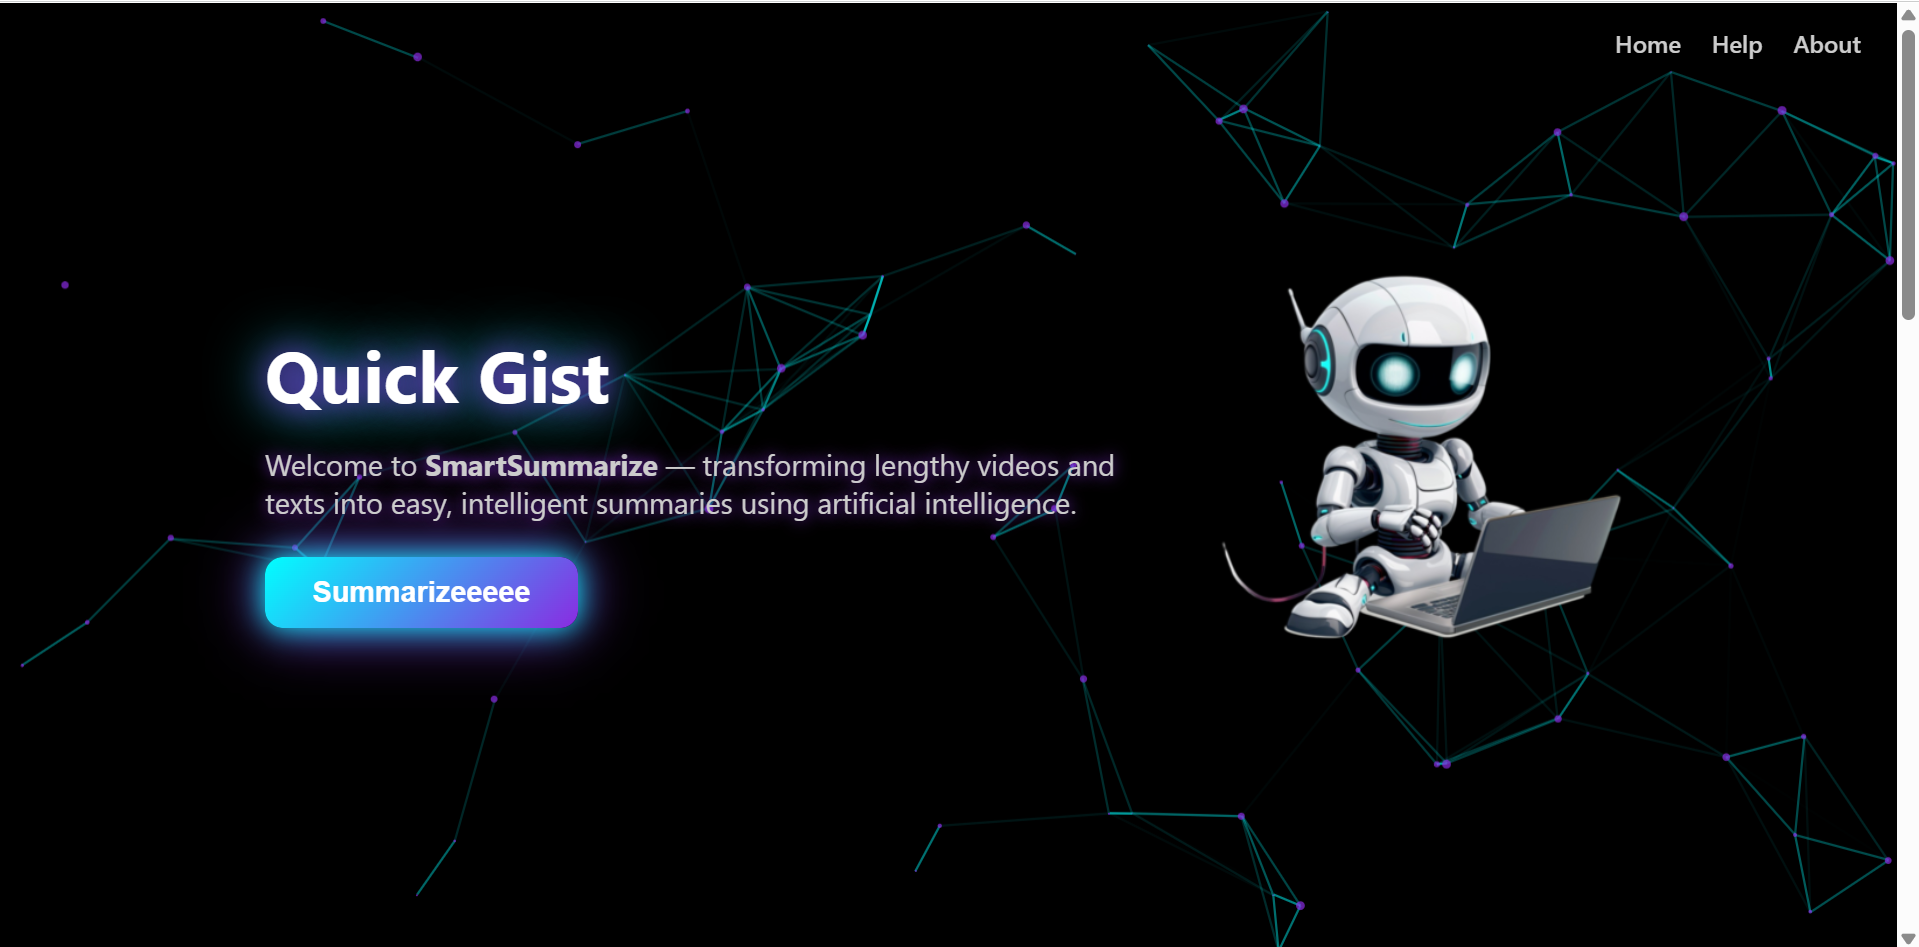 Home Help About
Quick Gist
Welcome to SmartSummarize — transforming lengthy videos and
texts into easy, intelligent summaries using artificial intelligence.
Summarizeeeee